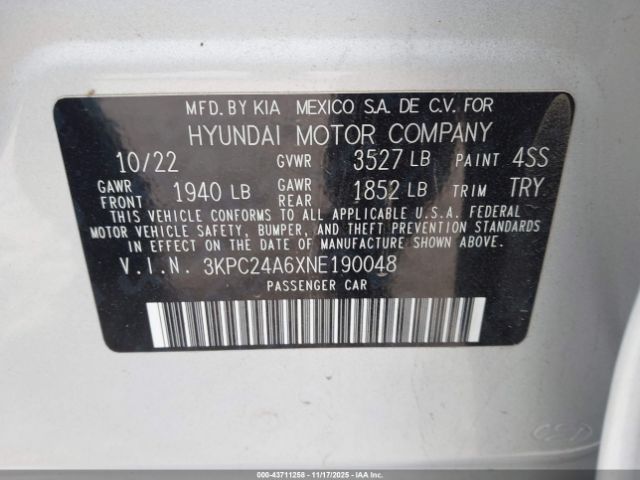 MFD. BY KIA MEXICO S.A. DE C.V. FOR
HYUNDAI MOTOR COMPANY
10/22 GVWR 3527 LB PAINT 4SS
GAWR FRONT 1940 LB GAWR REAR 1852 LB TRIM TRY
THIS VEHICLE CONFORMS TO ALL APPLICABLE U.S.A. FEDERAL
MOTOR VEHICLE SAFETY, BUMPER, AND THEFT PREVENTION STANDARDS
IN EFFECT ON THE DATE OF MANUFACTURE SHOWN ABOVE.
V.I.N. 3KPC24A6XNE190048
PASSENGER CAR
000-43711258 - 11/17/2025 - IAAI.COM